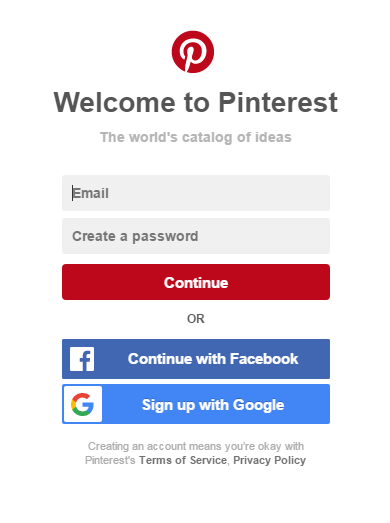 Welcome to Pinterest
The world's catalog of ideas
Email
Create a password
Continue
OR
Continue with Facebook
Sign up with Google
Creating an account means you're okay with
Pinterest's Terms of Service, Privacy Policy